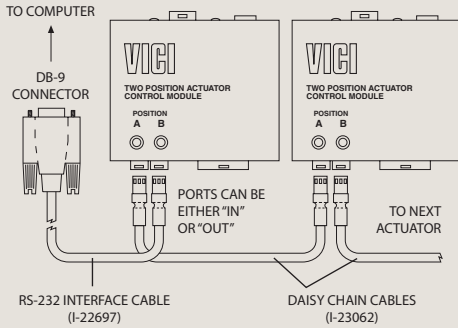 TO COMPUTER
DB-9
CONNECTOR
VICI
TWO POSITION ACTUATOR
CONTROL MODULE
POSITION
A B
VICI
TWO POSITION ACTUATOR
CONTROL MODULE
POSITION
A B
PORTS CAN BE
EITHER “IN”
OR “OUT”
TO NEXT
ACTUATOR
RS-232 INTERFACE CABLE
(I-22697)
DAISY CHAIN CABLES
(I-23062)